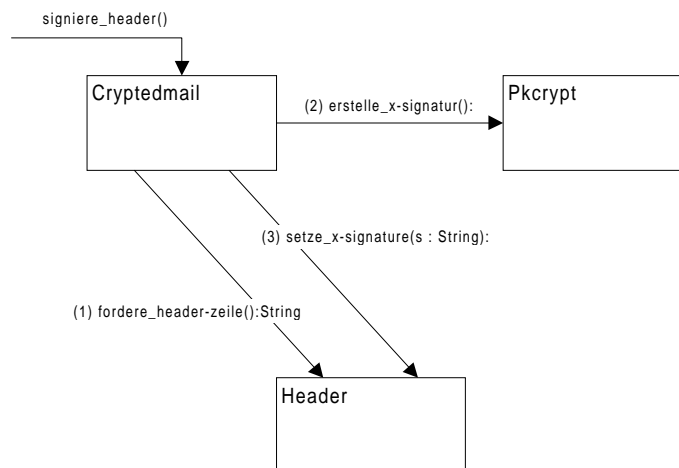 signiere_header()
Cryptedmail
(2) erstelle_x-signatur():
Pkcrypt
(3) setze_x-signature(s : String):
(1) fordere_header-zeile():String
Header